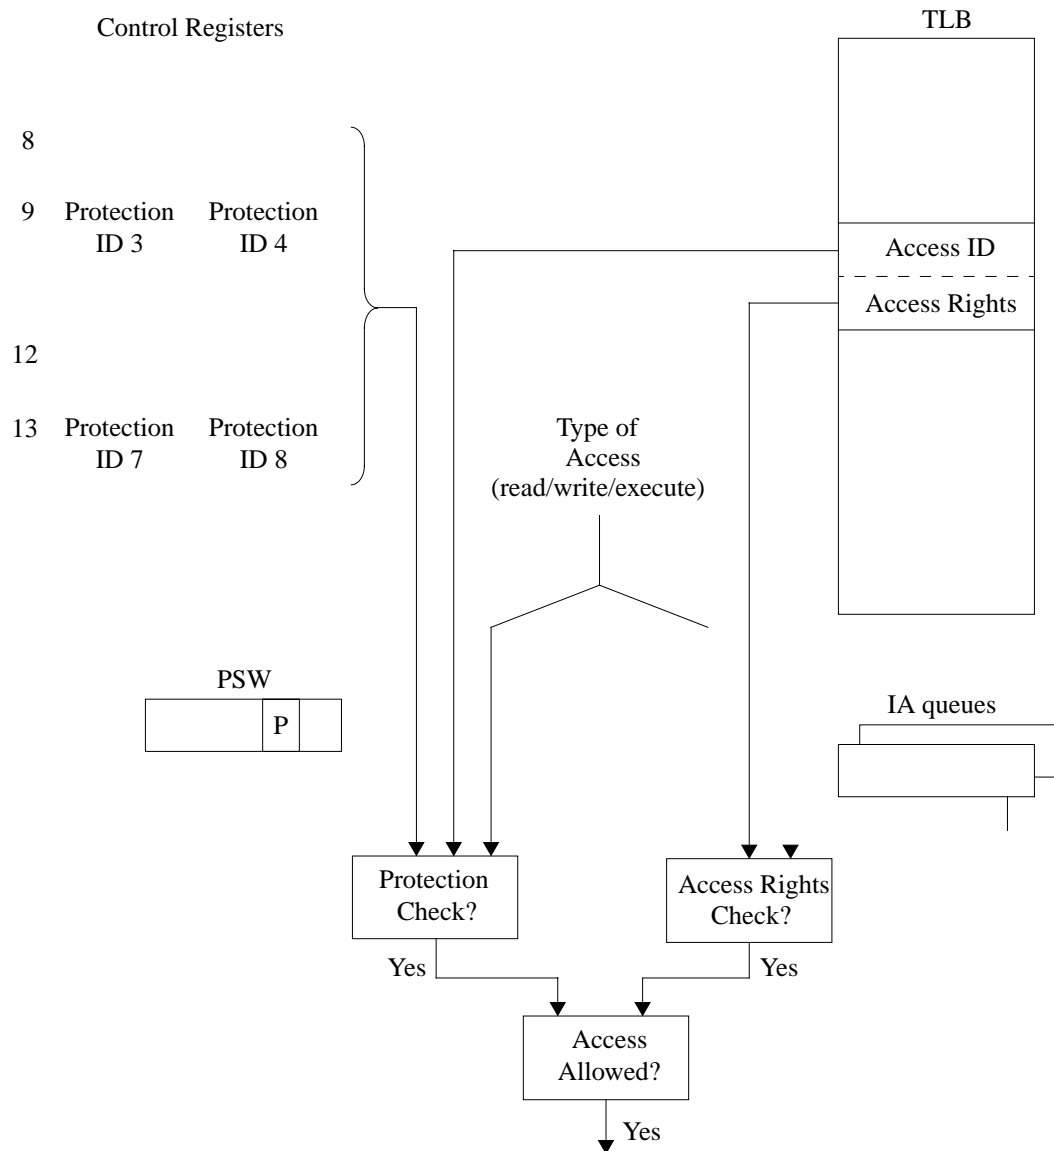 Control Registers
TLB
8
9 Protection ID 3 Protection ID 4
Access ID
Access Rights
12
13 Protection ID 7 Protection ID 8
Type of
Access
(read/write/execute)
PSW
P
IA queues
Protection
Check?
Access Rights
Check?
Yes
Yes
Access
Allowed?
Yes